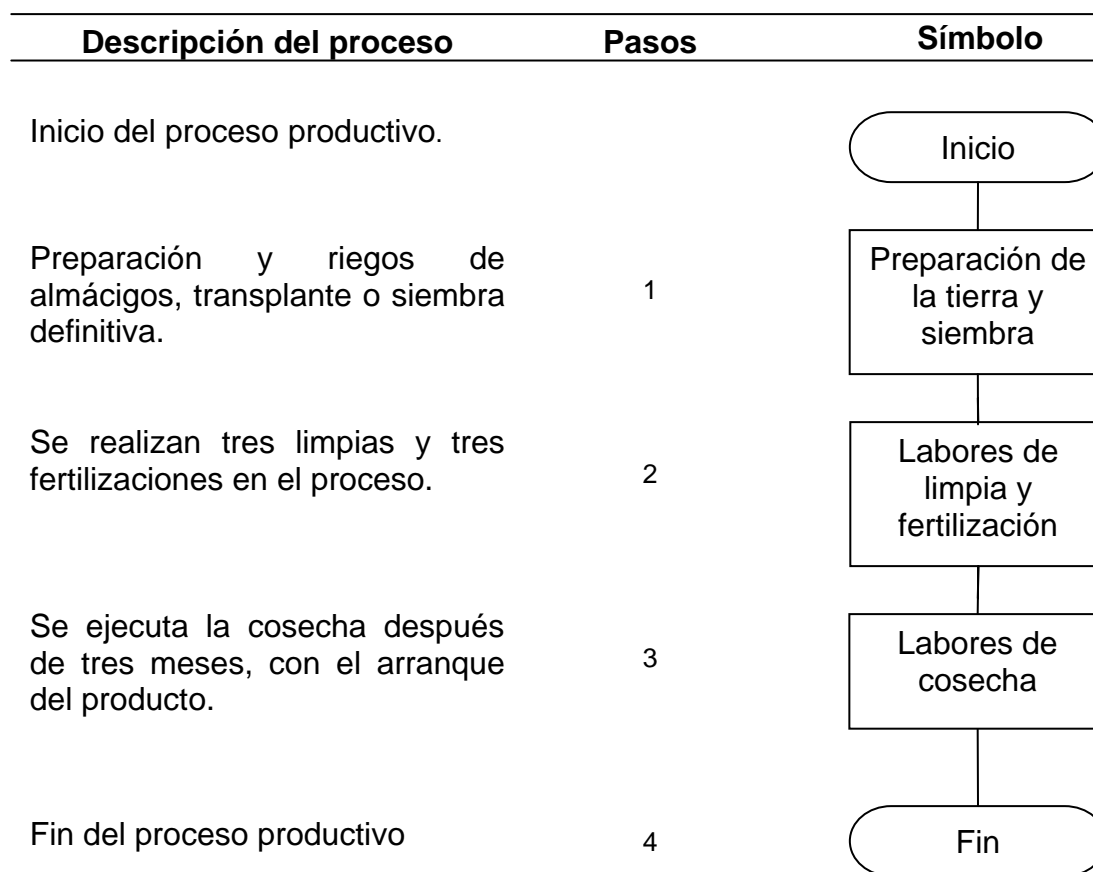 Descripción del proceso Pasos Símbolo
Inicio del proceso productivo.
Inicio
Preparación y riegos de
almácigos, transplante o siembra
definitiva.
1
Preparación de
la tierra y
siembra
Se realizan tres limpias y tres
fertilizaciones en el proceso.
2
Labores de
limpia y
fertilización
Se ejecuta la cosecha después
de tres meses, con el arranque
del producto.
3
Labores de
cosecha
Fin del proceso productivo
4
Fin